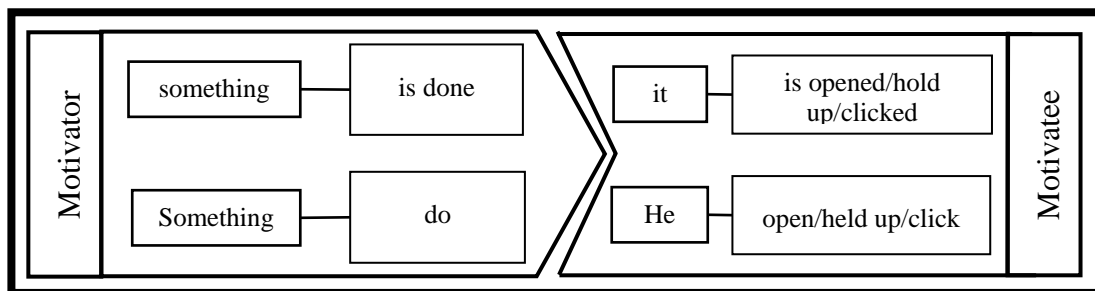 Motivator
something
is done
Something
do
it
is opened/hold
up/clicked
He
open/held up/click
Motivatee